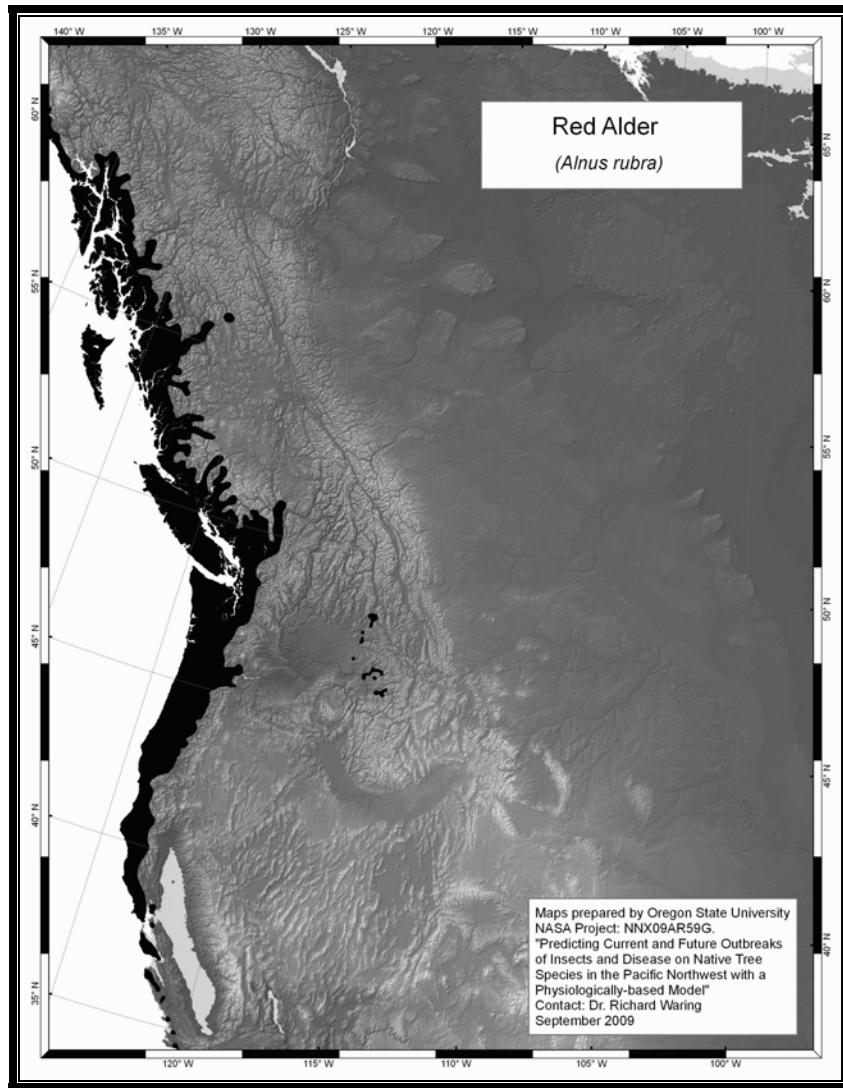 140° W 135° W 130° W 125° W 120° W 115° W 110° W 105° W 100° W
Red Alder
(Alnus rubra)
60° N
55° N
50° N
45° N
40° N
35° N
65° N
60° N
55° N
50° N
45° N
40° N
Maps prepared by Oregon State University
NASA Project: NNX09AR59G.
"Predicting Current and Future Outbreaks
of Insects and Disease on Native Tree
Species in the Pacific Northwest with a
Physiologically-based Model"
Contact: Dr. Richard Waring
September 2009
120° W 115° W 110° W 105° W 100° W